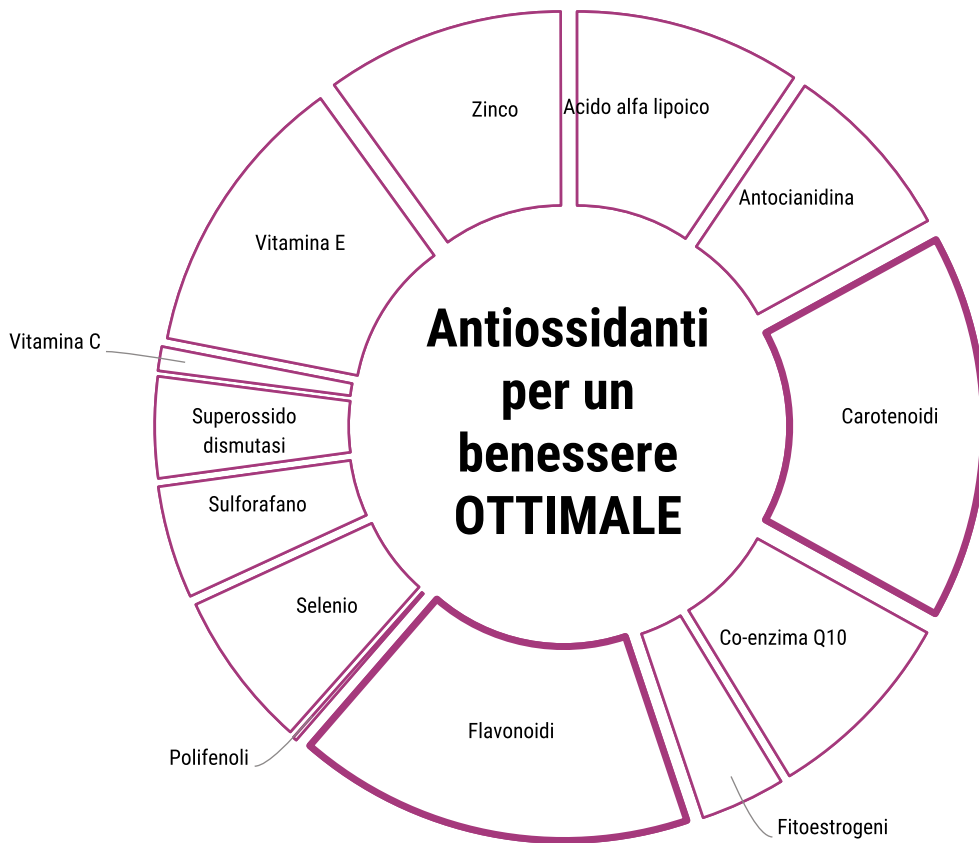 Antiossidanti
per un
benessere
OTTIMALE
Acido alfa lipoico
Antocianidina
Carotenoidi
Co-enzima Q10
Fitoestrogeni
Flavonoidi
Polifenoli
Selenio
Sulforafano
Superossido
dismutasi
Vitamina C
Vitamina E
Zinco